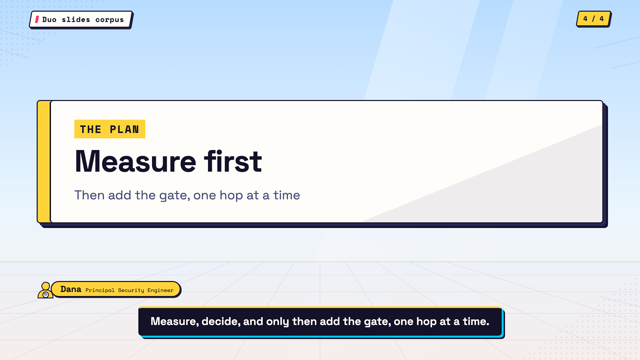 Duo slides corpus
4 / 4
THE PLAN
Measure first
Then add the gate, one hop at a time
Dana Principal Security Engineer
Measure, decide, and only then add the gate, one hop at a time.